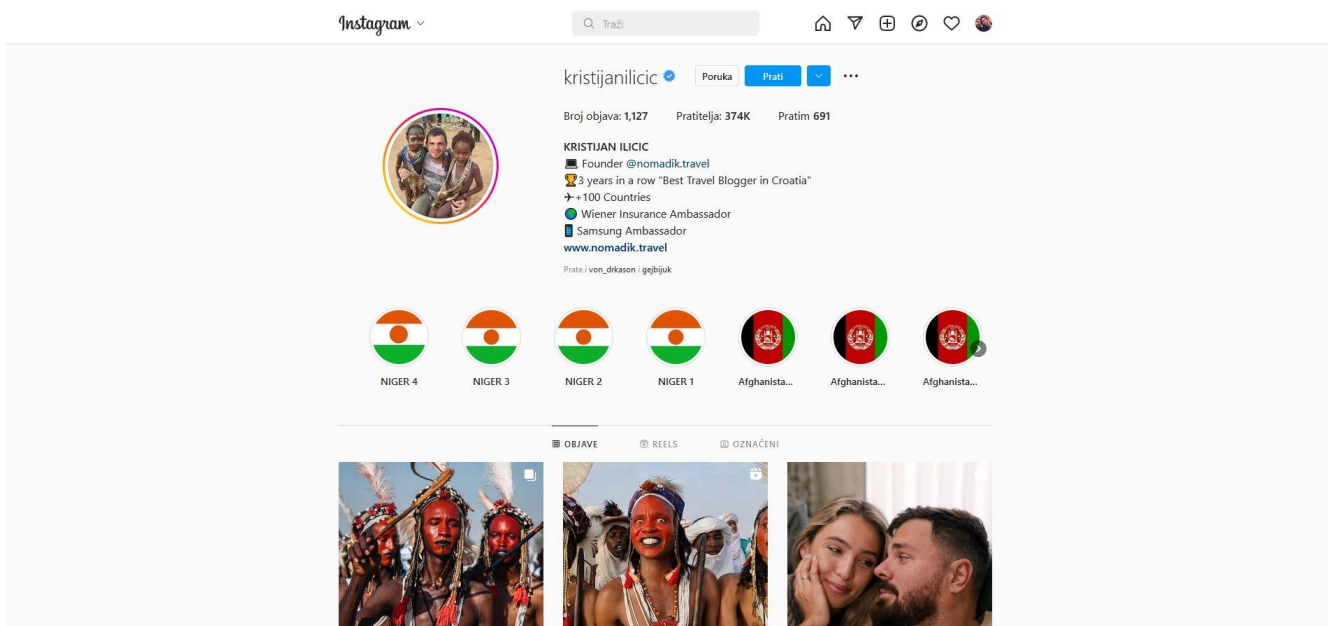 Instagram
Traži
kristijanilicic Poruka Prati
Broj objava: 1,127 Pratitelja: 374K Pratim 691
KRISTIJAN ILICIC
Founder @nomadik.travel
3 years in a row "Best Travel Blogger in Croatia"
+100 Countries
Wiener Insurance Ambassador
Samsung Ambassador
www.nomadik.travel
Prate i von_drkason i gejbijuk
NIGER 4 NIGER 3 NIGER 2 NIGER 1 Afghanista... Afghanista... Afghanista...
OBJAVE REELS OZNAČENI